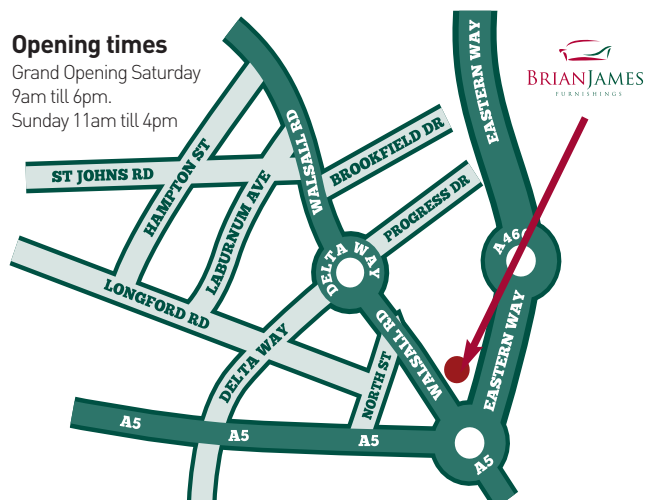 Opening times
Grand Opening Saturday
9am till 6pm.
Sunday 11am till 4pm
BRIANJAMES
FURNISHINGS
EASTERN WAY
WALSALL RD
BROOKFIELD DR
ST JOHNS RD
HAMPTON ST
LABURNUM AVE
PROGRESS DR
DELTA WAY
LONGFORD RD
DELTA WAY
NORTH ST
WALSALL RD
EASTERN WAY
A5
A5
A5
A5